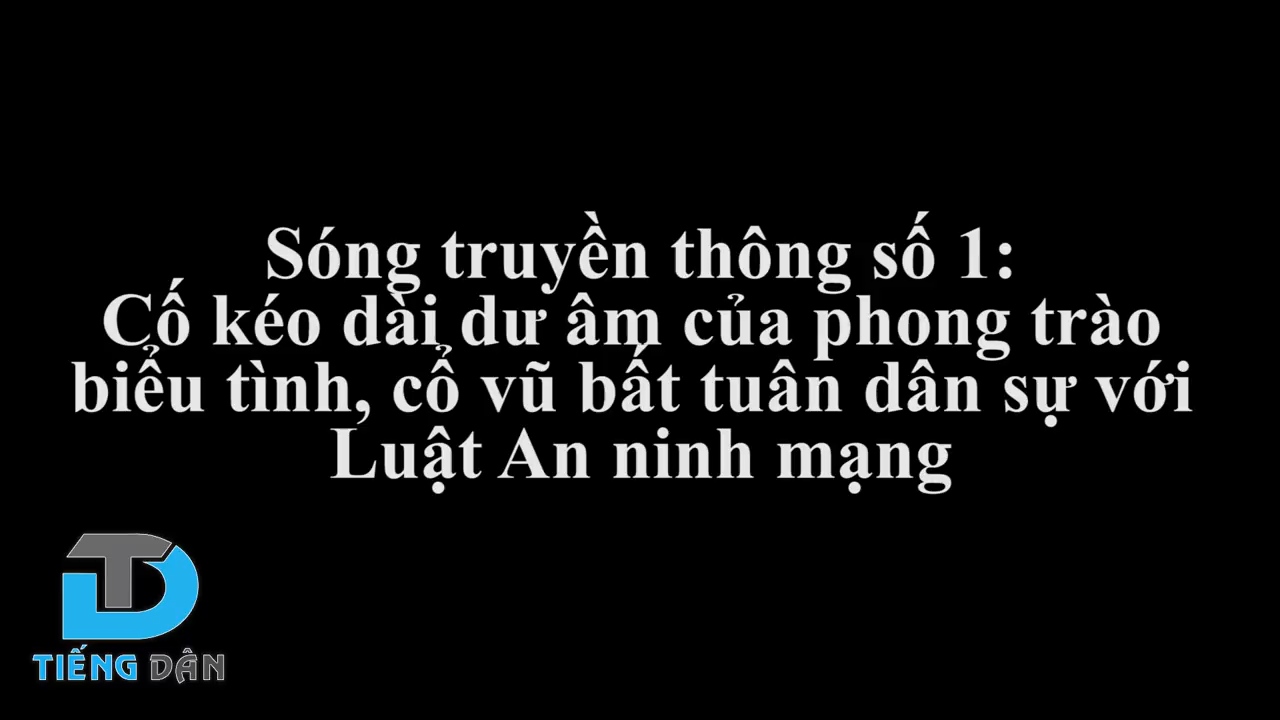 Sóng truyền thông số 1:
Cố kéo dài dư âm của phong trào
biểu tình, cổ vũ bất tuân dân sự với
Luật An ninh mạng
TD
TIẾNG DÂN